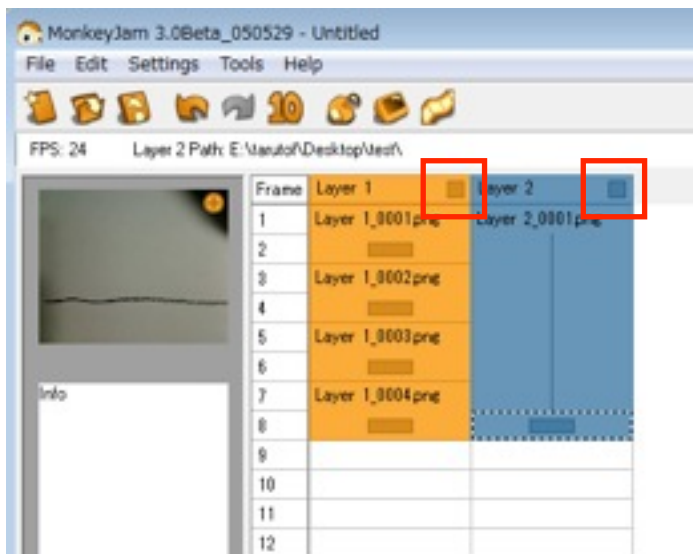 MonkeyJam 3.0Beta_050529 - Untitled
File Edit Settings Tools Help
10
FPS: 24 Layer 2 Path: E:\tarutof\Desktop\test\
Frame Layer 1 Layer 2
1 Layer 1_0001.png Layer 2_0001.png
2
3 Layer 1_0002.png
4
5 Layer 1_0003.png
6
Info 7 Layer 1_0004.png
8
9
10
11
12